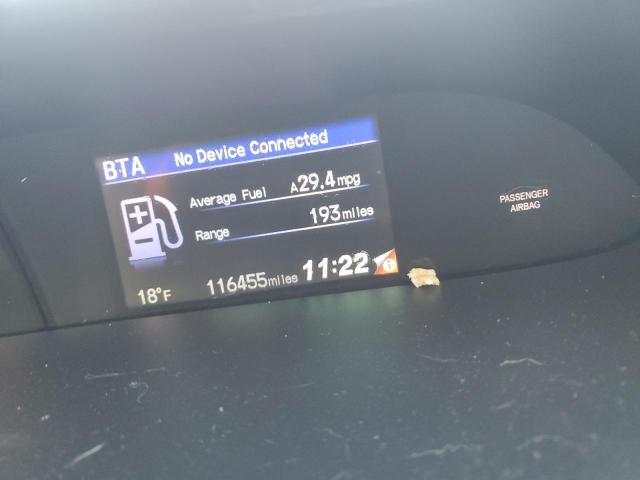 BTA No Device Connected
Average Fuel A29.4mpg
Range 193miles
18°F 116455miles 11:22 i
PASSENGER
AIRBAG